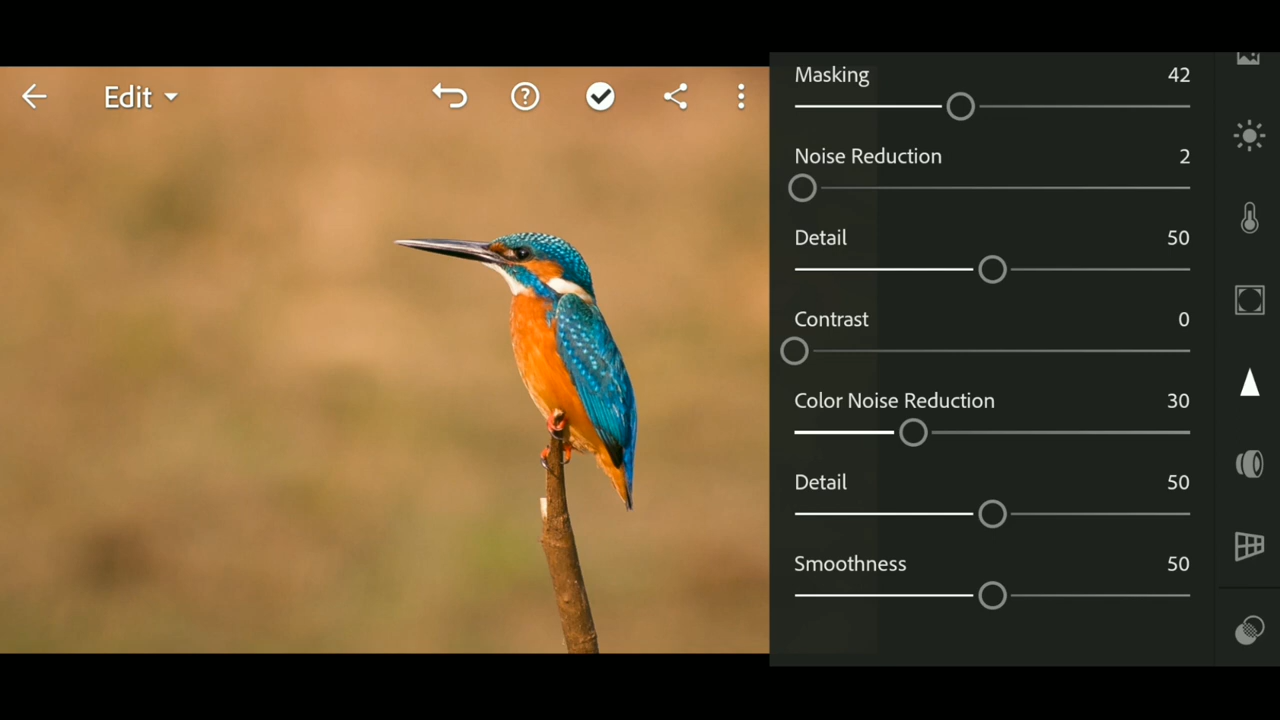 Edit
Masking 42
Noise Reduction 2
Detail 50
Contrast 0
Color Noise Reduction 30
Detail 50
Smoothness 50